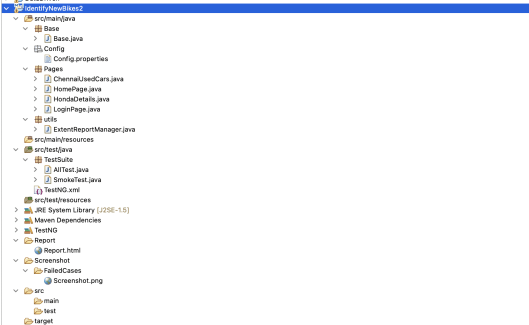 IdentifyNewBikes2
src/main/java
Base
Base.java
Config
Config.properties
Pages
ChennaiUsedCars.java
HomePage.java
HondaDetails.java
LoginPage.java
utils
ExtentReportManager.java
src/main/resources
src/test/java
TestSuite
AllTest.java
SmokeTest.java
TestNG.xml
src/test/resources
JRE System Library [J2SE-1.5]
Maven Dependencies
TestNG
Report
Report.html
Screenshot
FailedCases
Screenshot.png
src
main
test
target